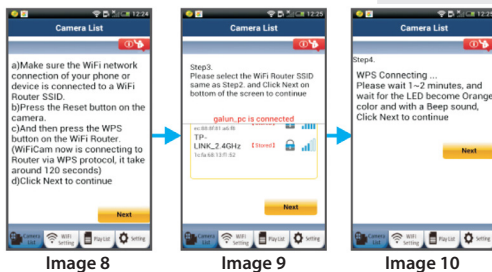 12:24
Camera List
a)Make sure the WiFi network
connection of your phone or
device is connected to a WiFi
Router SSID.
b)Press the Reset button on the
camera.
c)And then press the WPS
button on the WiFi Router.
(WiFiCam now is connecting to
Router via WPS protocol, it take
around 120 seconds)
d)Click Next to continue
Next
Camera List
WIFI Setting
Play List
Setting
Image 8
12:25
Camera List
Step3.
Please select the WiFi Router SSID
same as Step2. and Click Next on
bottom of the screen to continue
galun_pc is connected
TP-
LINK_2.4GHz [Shared]
Next
Camera List
WIFI Setting
Play List
Setting
Image 9
12:25
Camera List
Step4.
WPS Connecting ...
Please wait 1~2 minutes, and
wait for the LED become Orange
color and with a Beep sound,
Click Next to continue
Next
Camera List
WIFI Setting
Play List
Setting
Image 10